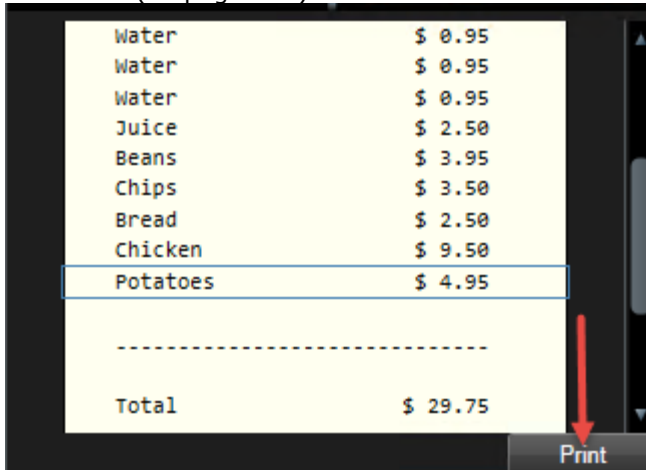 Water $ 0.95
Water $ 0.95
Water $ 0.95
Juice $ 2.50
Beans $ 3.95
Chips $ 3.50
Bread $ 2.50
Chicken $ 9.50
Potatoes $ 4.95
------------------------------
Total $ 29.75
Print